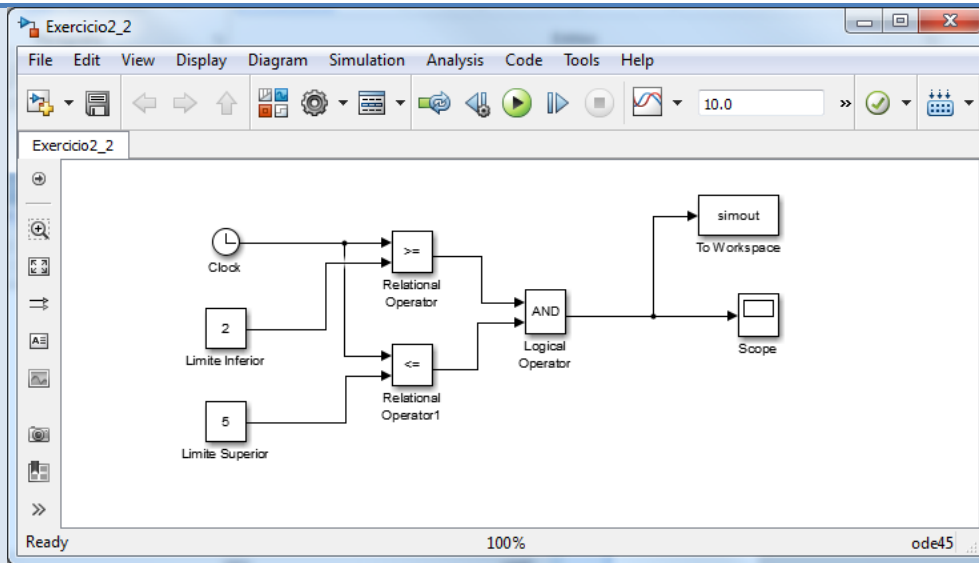 Exercicio2_2
File Edit View Display Diagram Simulation Analysis Code Tools Help
10.0 »
Exercicio2_2
simout
To Workspace
Clock
>=
Relational
Operator
2
Limite Inferior
AND
Logical
Operator
Scope
<=
Relational
Operator1
5
Limite Superior
Ready 100% ode45